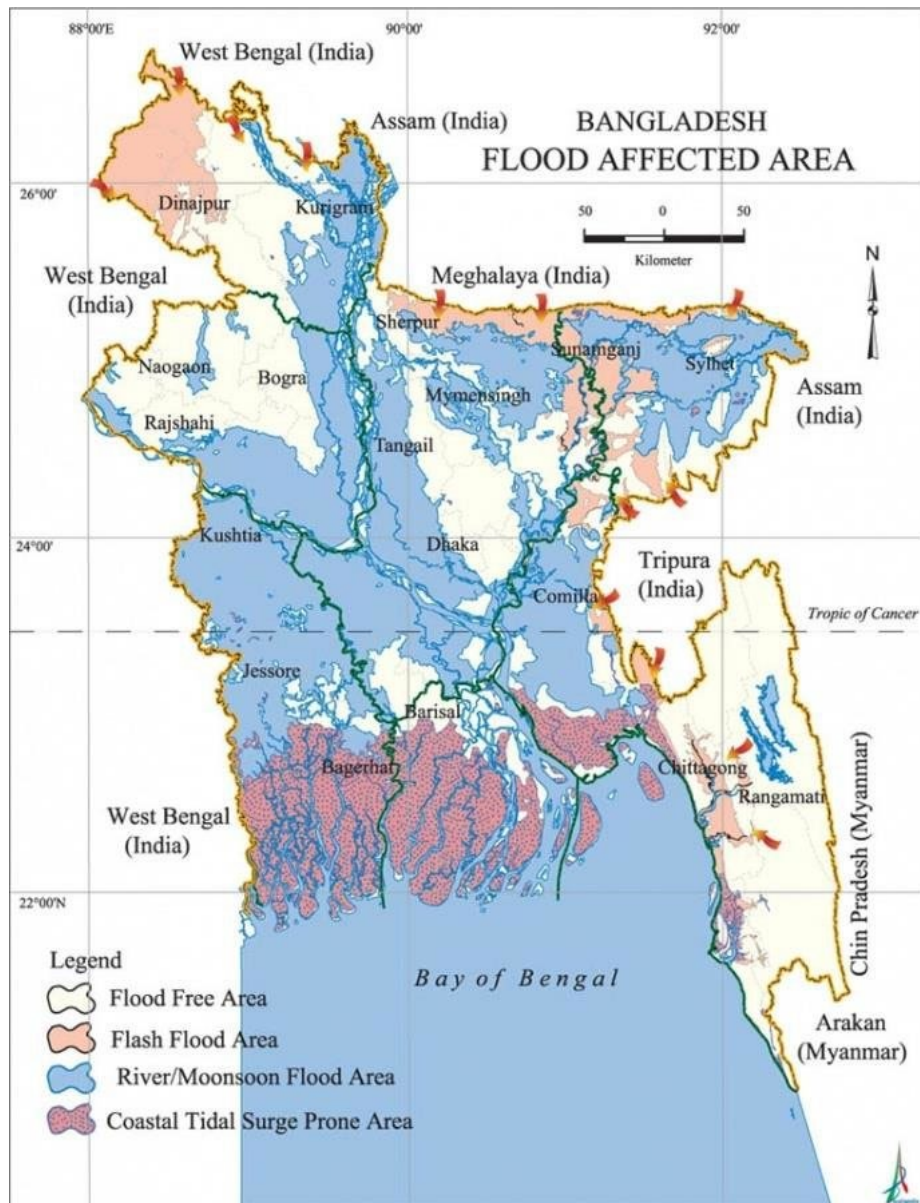 88°00'E
90°00'
92°00'
West Bengal (India)
Assam (India)
BANGLADESH
FLOOD AFFECTED AREA
26°00'
Dinajpur
Kurigram
50
0
50
Kilometer
N
West Bengal
(India)
Meghalaya (India)
Sherpur
Sunamganj
Sylhet
Naogaon
Bogra
Mymensingh
Assam
(India)
Rajshahi
Tangail
24°00'
Kushtia
Dhaka
Tripura
(India)
Comilla
Tropic of Cancer
Jessore
Barisal
Bagerhat
Chittagong
Rangamati
West Bengal
(India)
Chin Pradesh (Myanmar)
22°00'N
Legend
Bay of Bengal
Flood Free Area
Flash Flood Area
River/Moonsoon Flood Area
Coastal Tidal Surge Prone Area
Arakan
(Myanmar)